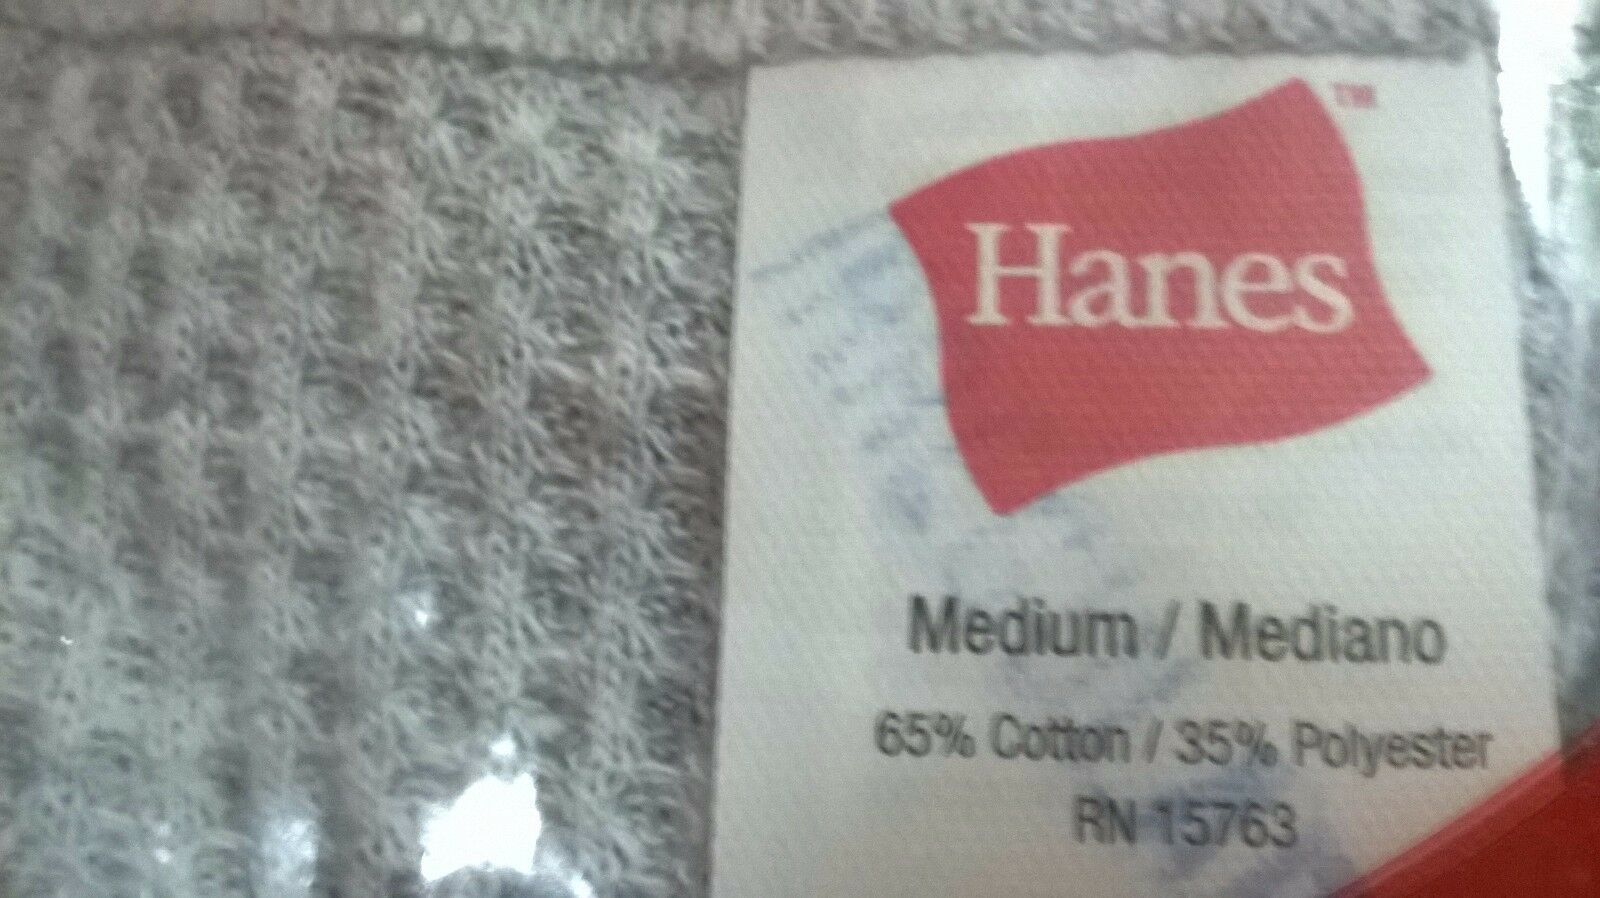 Hanes TM
Medium / Mediano
65% Cotton / 35% Polyester
RN 15763